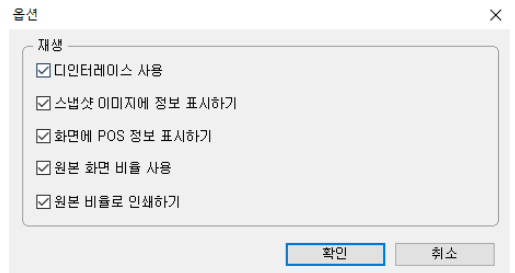 옵션
재생
디인터레이스 사용
스냅샷 이미지에 정보 표시하기
화면에 POS 정보 표시하기
원본 화면 비율 사용
원본 비율로 인쇄하기
확인 취소